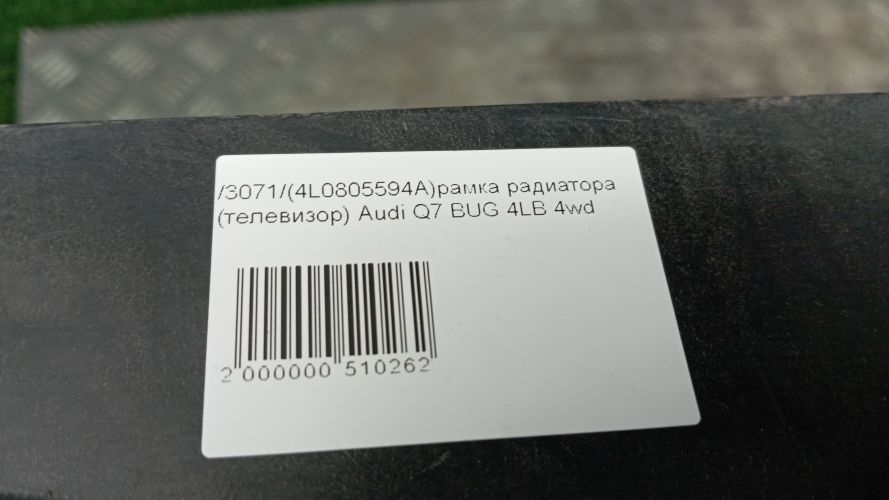 /3071/(4L0805594A)рамка радиатора
(телевизор) Audi Q7 BUG 4LB 4wd
2 000000 510262